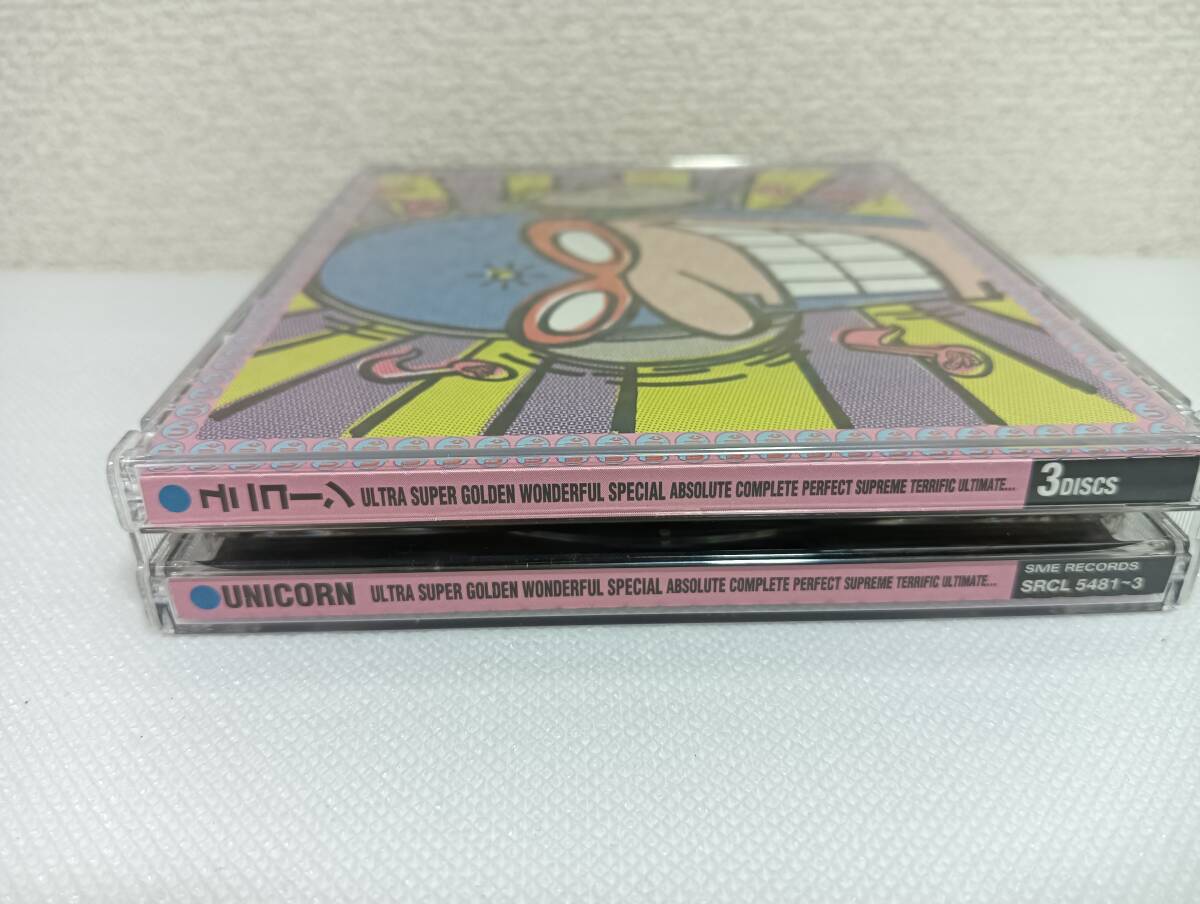 ユニコーン ULTRA SUPER GOLDEN WONDERFUL SPECIAL ABSOLUTE COMPLETE PERFECT SUPREME TERRIFIC ULTIMATE... 3DISCS
UNICORN ULTRA SUPER GOLDEN WONDERFUL SPECIAL ABSOLUTE COMPLETE PERFECT SUPREME TERRIFIC ULTIMATE...
SME RECORDS
SRCL 5481~3